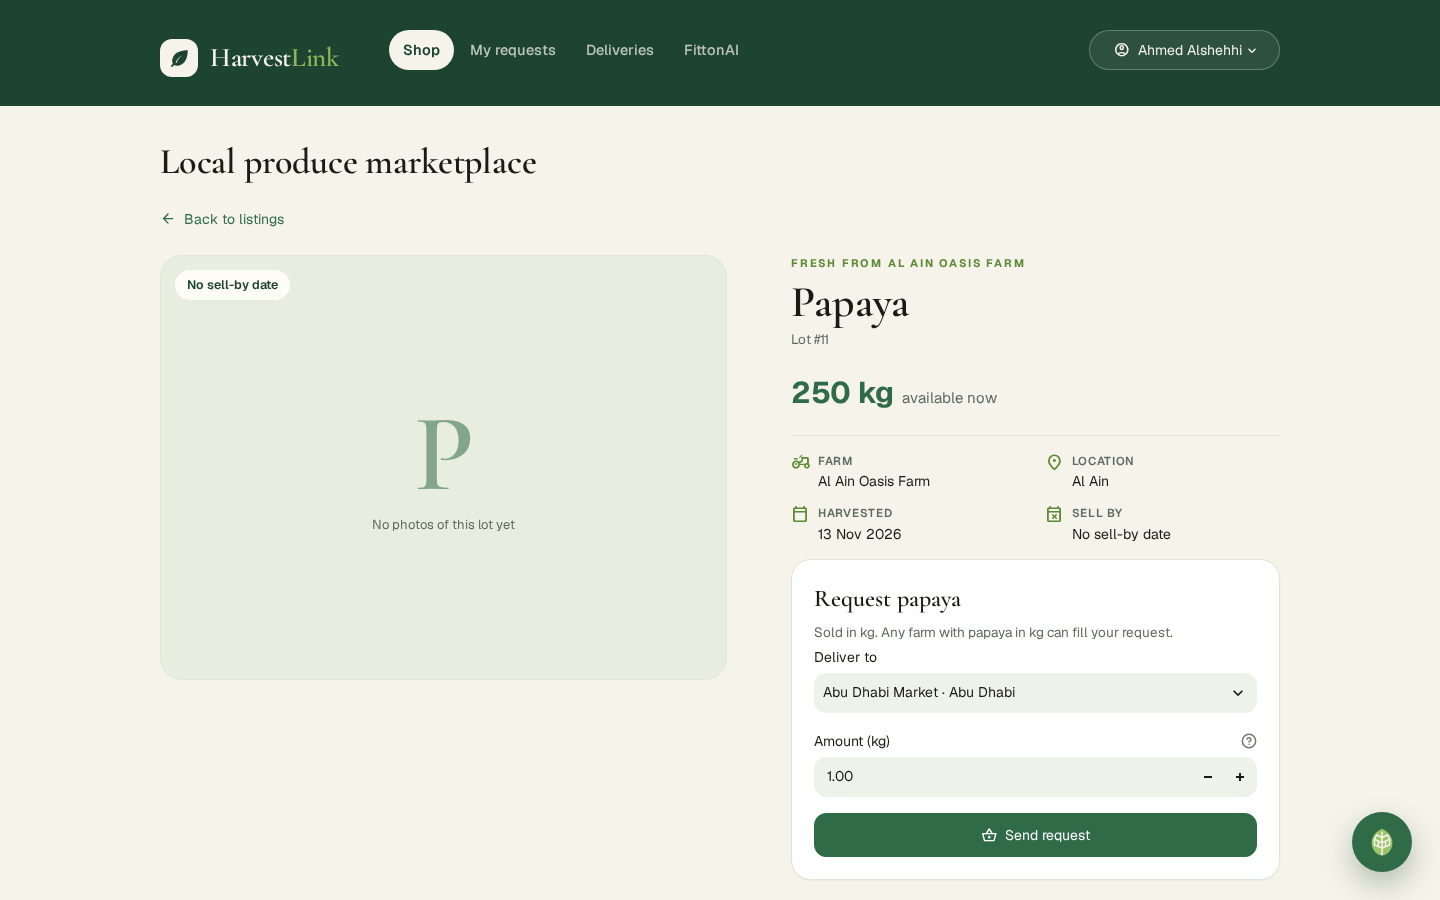 HarvestLink
Shop
My requests
Deliveries
FittonAI
Ahmed Alshehhi
Local produce marketplace
Back to listings
No sell-by date
P
No photos of this lot yet
FRESH FROM AL AIN OASIS FARM
Papaya
Lot #11
250 kg available now
FARM
Al Ain Oasis Farm
LOCATION
Al Ain
HARVESTED
13 Nov 2026
SELL BY
No sell-by date
Request papaya
Sold in kg. Any farm with papaya in kg can fill your request.
Deliver to
Abu Dhabi Market · Abu Dhabi
Amount (kg)
1.00
Send request